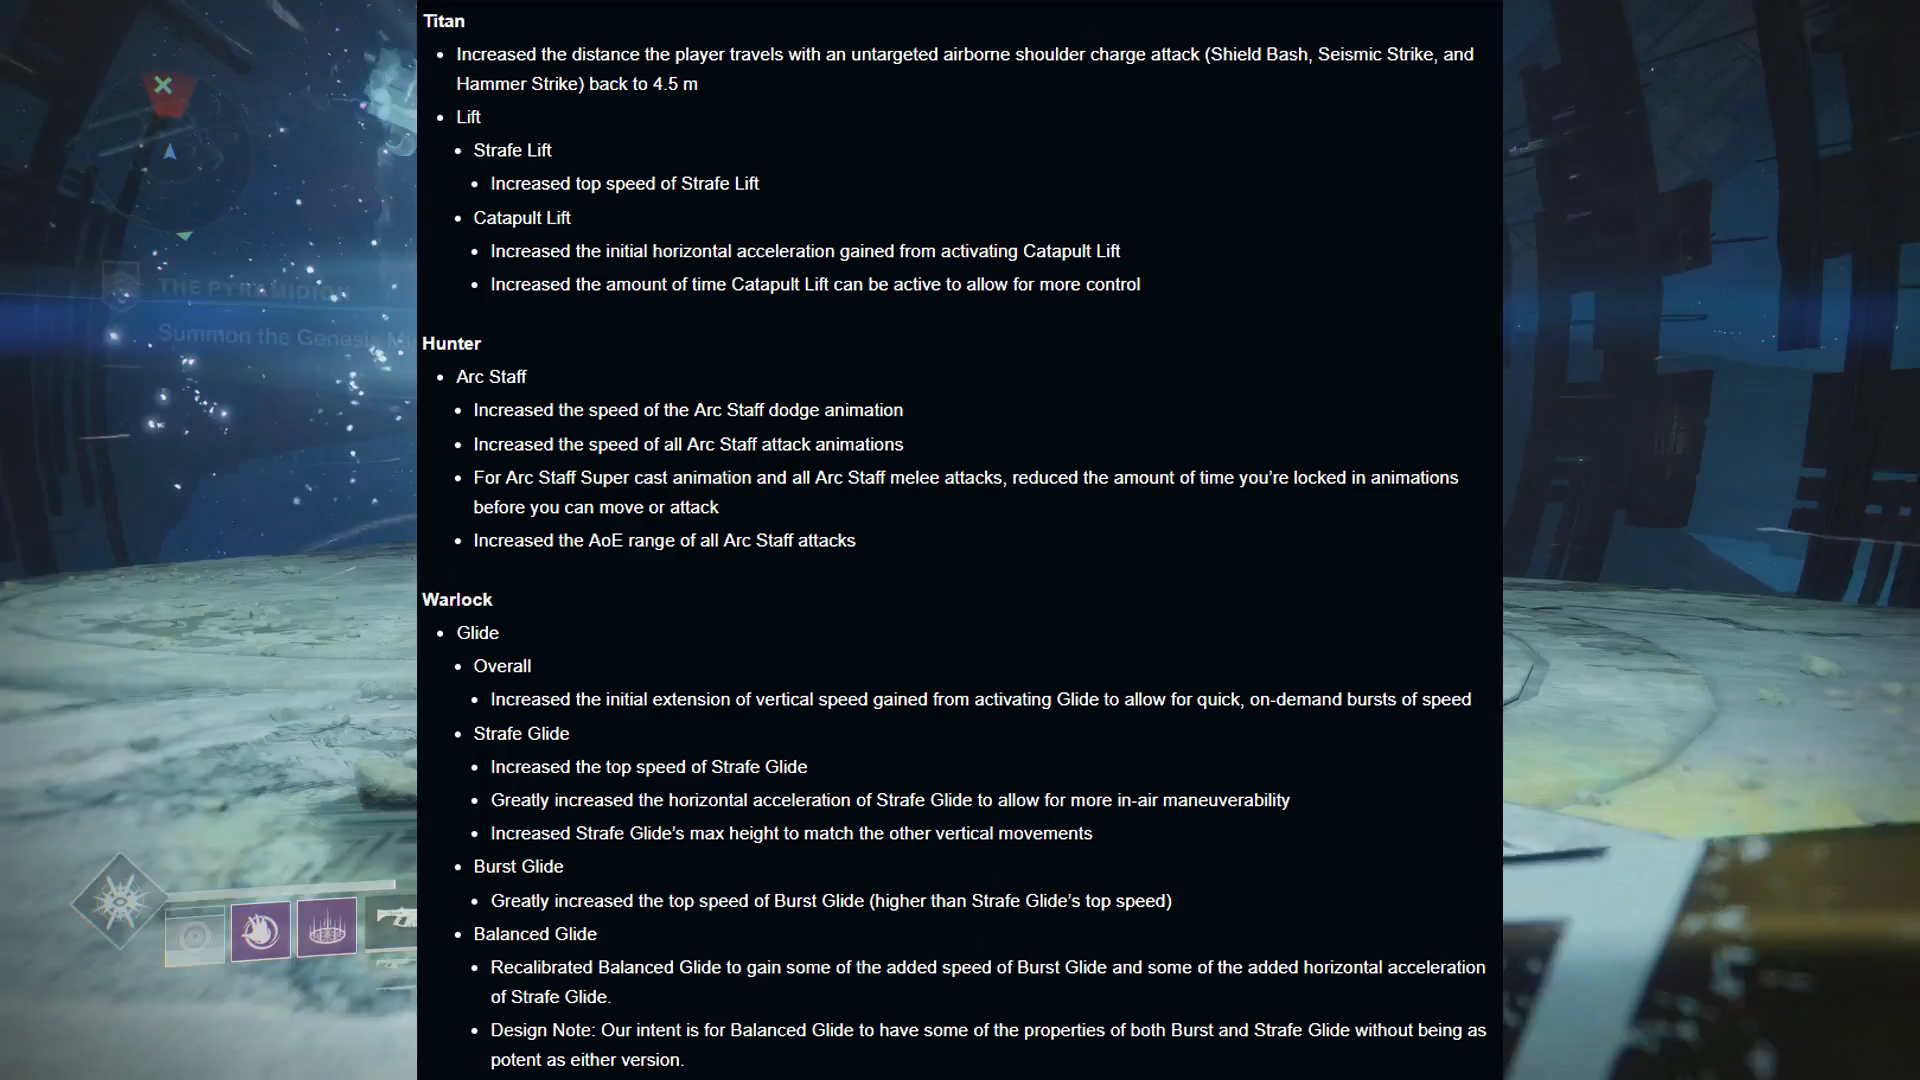 Titan
• Increased the distance the player travels with an untargeted airborne shoulder charge attack (Shield Bash, Seismic Strike, and
Hammer Strike) back to 4.5 m
• Lift
• Strafe Lift
• Increased top speed of Strafe Lift
• Catapult Lift
• Increased the initial horizontal acceleration gained from activating Catapult Lift
• Increased the amount of time Catapult Lift can be active to allow for more control
THE PYRAMIDION
Summon the Genesis Mi
Hunter
• Arc Staff
• Increased the speed of the Arc Staff dodge animation
• Increased the speed of all Arc Staff attack animations
• For Arc Staff Super cast animation and all Arc Staff melee attacks, reduced the amount of time you’re locked in animations
before you can move or attack
• Increased the AoE range of all Arc Staff attacks
Warlock
• Glide
• Overall
• Increased the initial extension of vertical speed gained from activating Glide to allow for quick, on-demand bursts of speed
• Strafe Glide
• Increased the top speed of Strafe Glide
• Greatly increased the horizontal acceleration of Strafe Glide to allow for more in-air maneuverability
• Increased Strafe Glide’s max height to match the other vertical movements
• Burst Glide
• Greatly increased the top speed of Burst Glide (higher than Strafe Glide’s top speed)
• Balanced Glide
• Recalibrated Balanced Glide to gain some of the added speed of Burst Glide and some of the added horizontal acceleration
of Strafe Glide.
• Design Note: Our intent is for Balanced Glide to have some of the properties of both Burst and Strafe Glide without being as
potent as either version.